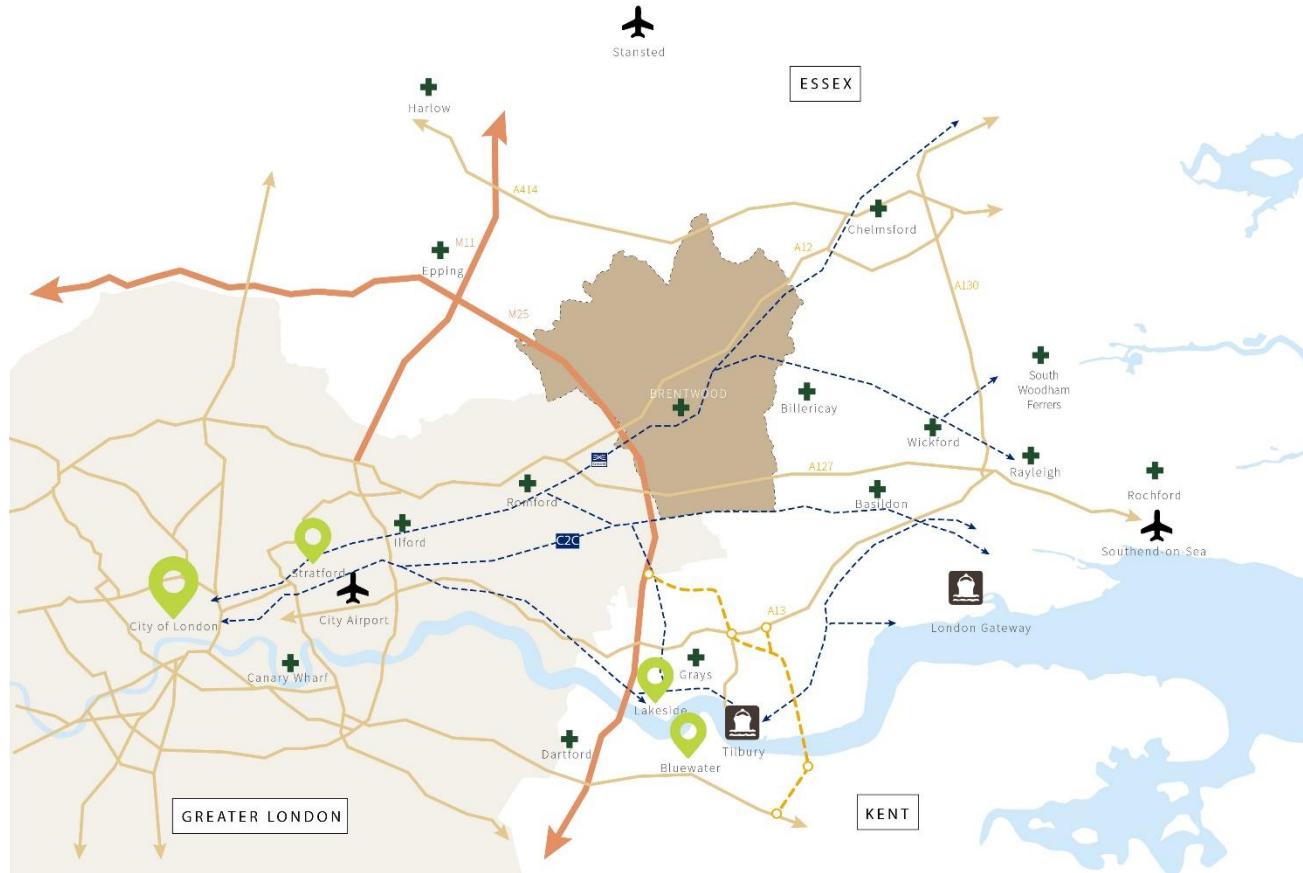 Stansted
ESSEX
Harlow
A414
Chelmsford
M11
A12
Epping
A130
M25
South
Woodham
Ferrers
BRENTWOOD
Billericay
Wickford
Rayleigh
A127
Romford
Basildon
Rochford
Ilford
C2C
Southend-on-Sea
Stratford
City Airport
City of London
A13
London Gateway
Canary Wharf
Grays
Lakeside
Dartford
Tilbury
Bluewater
GREATER LONDON
KENT